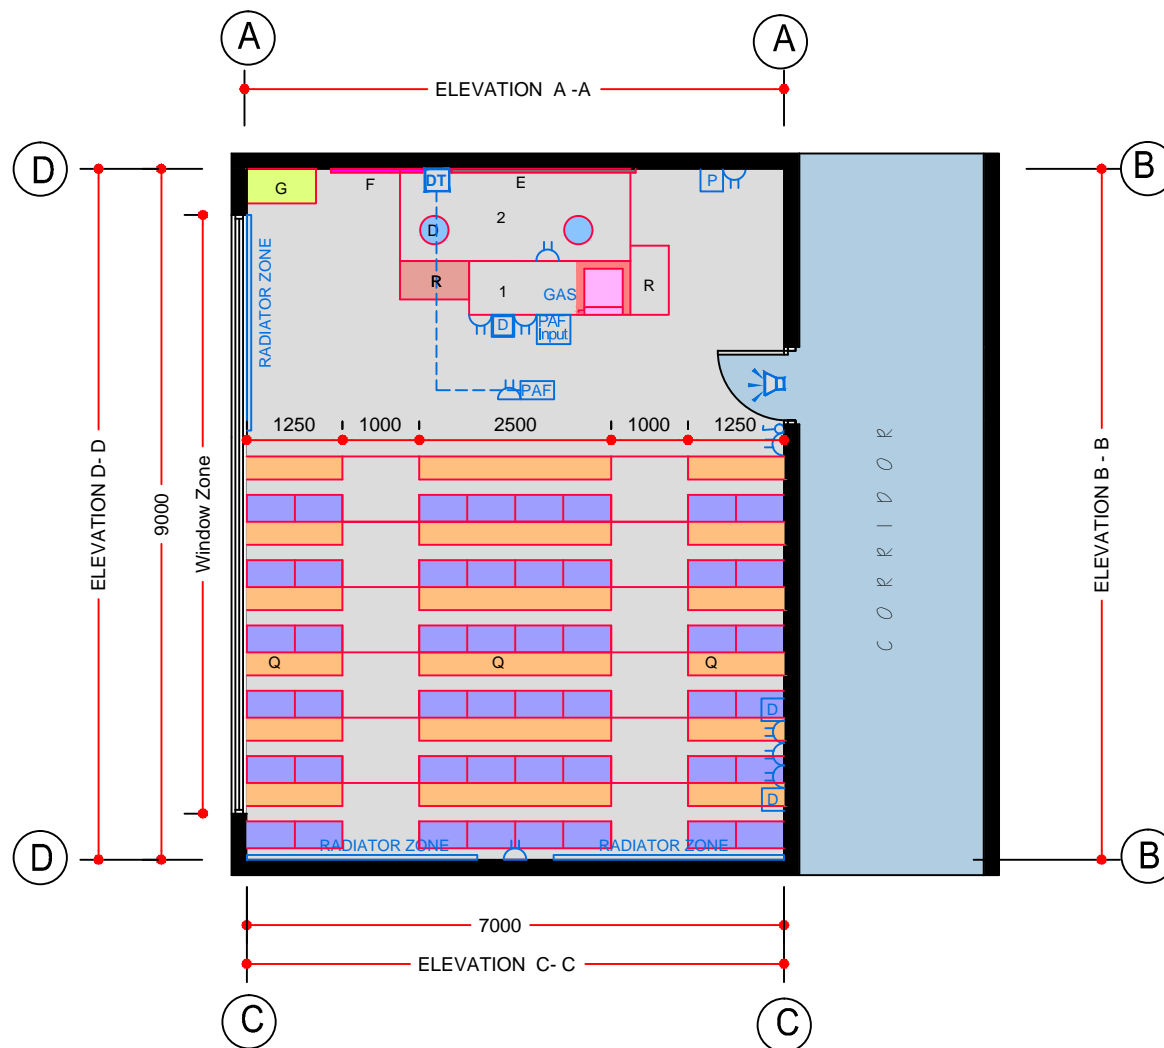 A
A
ELEVATION  A -A
D
B
G
F
DT
E
P
2
D
RADIATOR ZONE
R
1
GAS
R
D
PAF
Input
PAF
1250
1000
2500
1000
1250
ELEVATION D- D
9000
Window Zone
CORRIDOR
ELEVATION B - B
Q
Q
Q
D
D
RADIATOR ZONE
RADIATOR ZONE
D
B
7000
ELEVATION  C- C
C
C